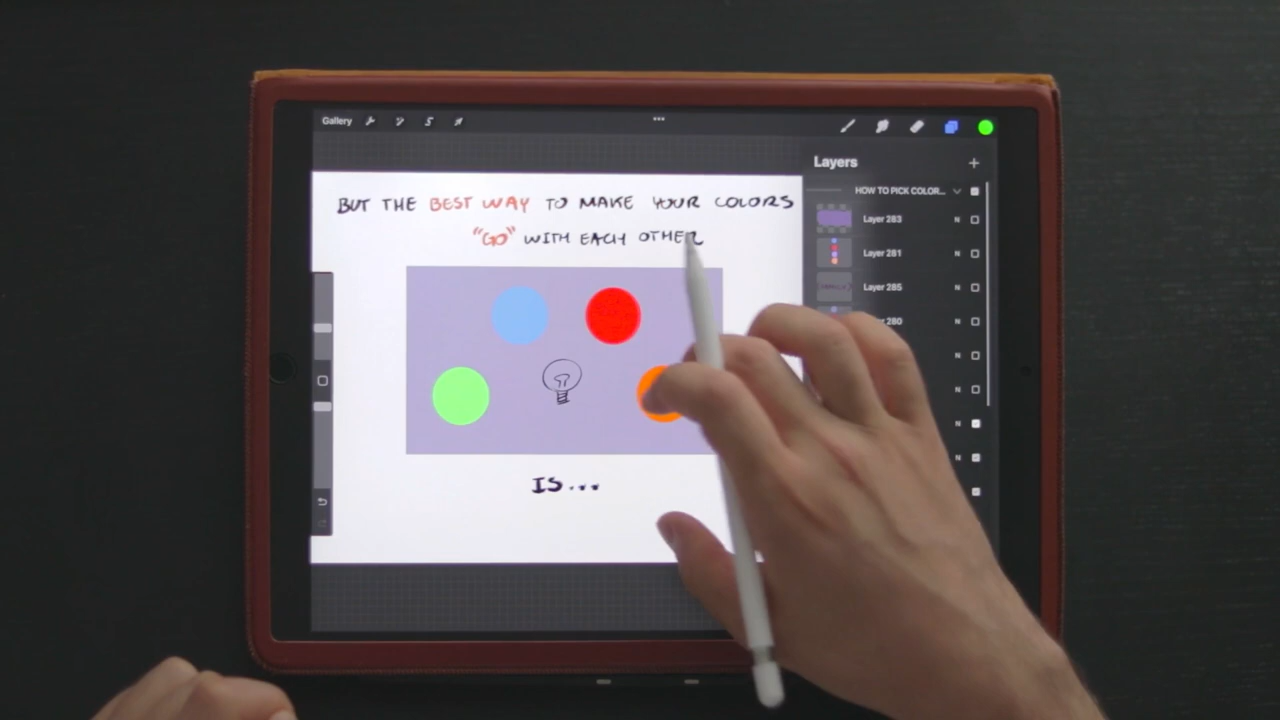 Gallery
Layers
HOW TO PICK COLOR...
BUT THE BEST WAY TO MAKE YOUR COLORS
"GO" WITH EACH OTHER
IS...
Layer 283 N
Layer 281 N
Layer 285 N
280 N
N
N
N
N